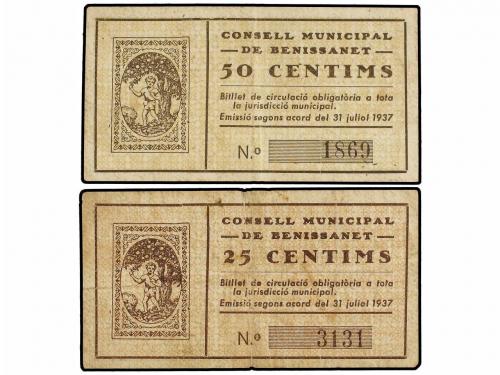 CONSELL MUNICIPAL
DE BENISSANET
50 CENTIMS
Bitllet de circulació obligatòria a tota
la jurisdicció municipal.
Emissió segons acord del 31 juliol 1937
N.º 1869
CONSELL MUNICIPAL
DE BENISSANET
25 CENTIMS
Bitllet de circulació obligatòria a tota
la jurisdicció municipal.
Emissió segons acord del 31 juliol 1937
N.º 3131